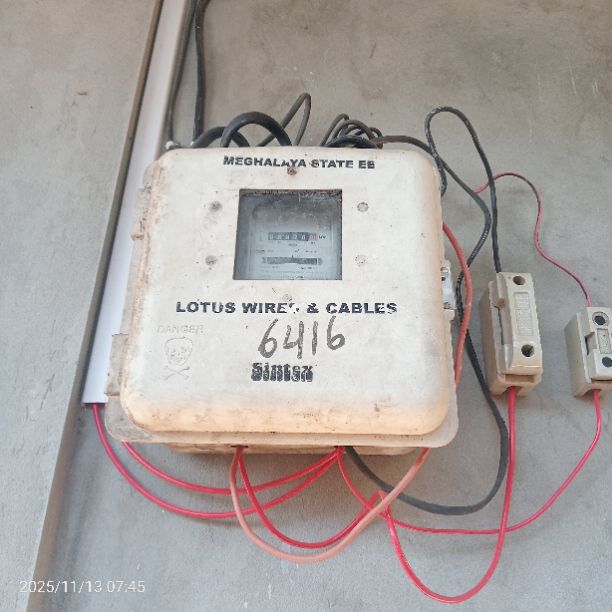 MEGHALAYA STATE EB
LOTUS WIRES & CABLES
DANGER
6416
Sintex
2025/11/13 07:45